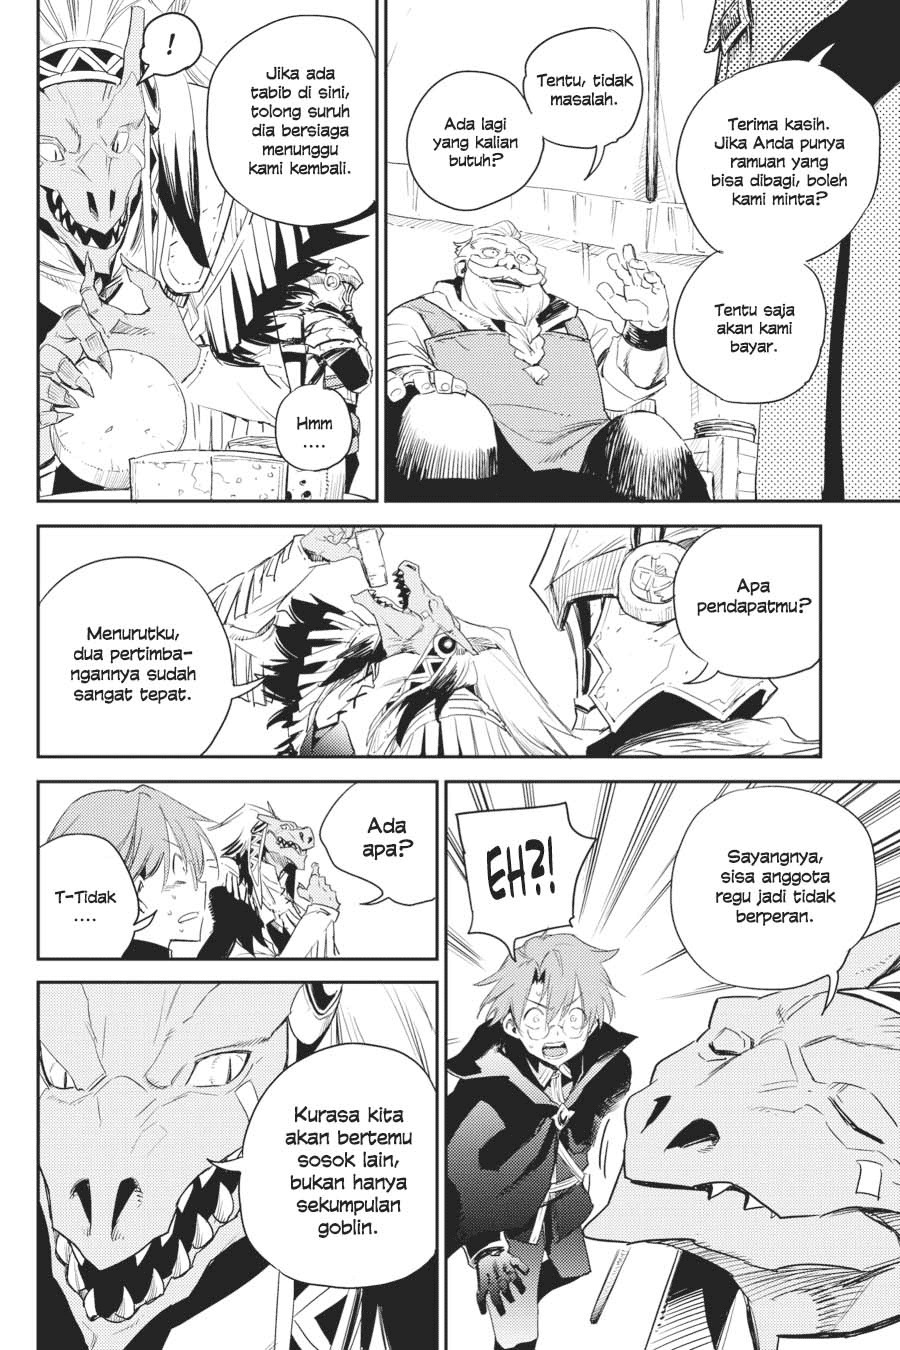 Terima kasih.
Jika Anda punya
ramuan yang
bisa dibagi, boleh
kami minta?
Tentu saja
akan kami
bayar.
Tentu, tidak
masalah.
Ada lagi
yang kalian
butuh?
Jika ada
tabib di sini,
tolong suruh
dia bersiaga
menunggu
kami kembali.
!
Hmm
....
Apa
pendapatmu?
Menurutku,
dua pertimba-
ngannya sudah
sangat tepat.
Sayangnya,
sisa anggota
regu jadi tidak
berperan.
EH?!
Ada
apa?
T-Tidak
....
Kurasa kita
akan bertemu
sosok lain,
bukan hanya
sekumpulan
goblin.